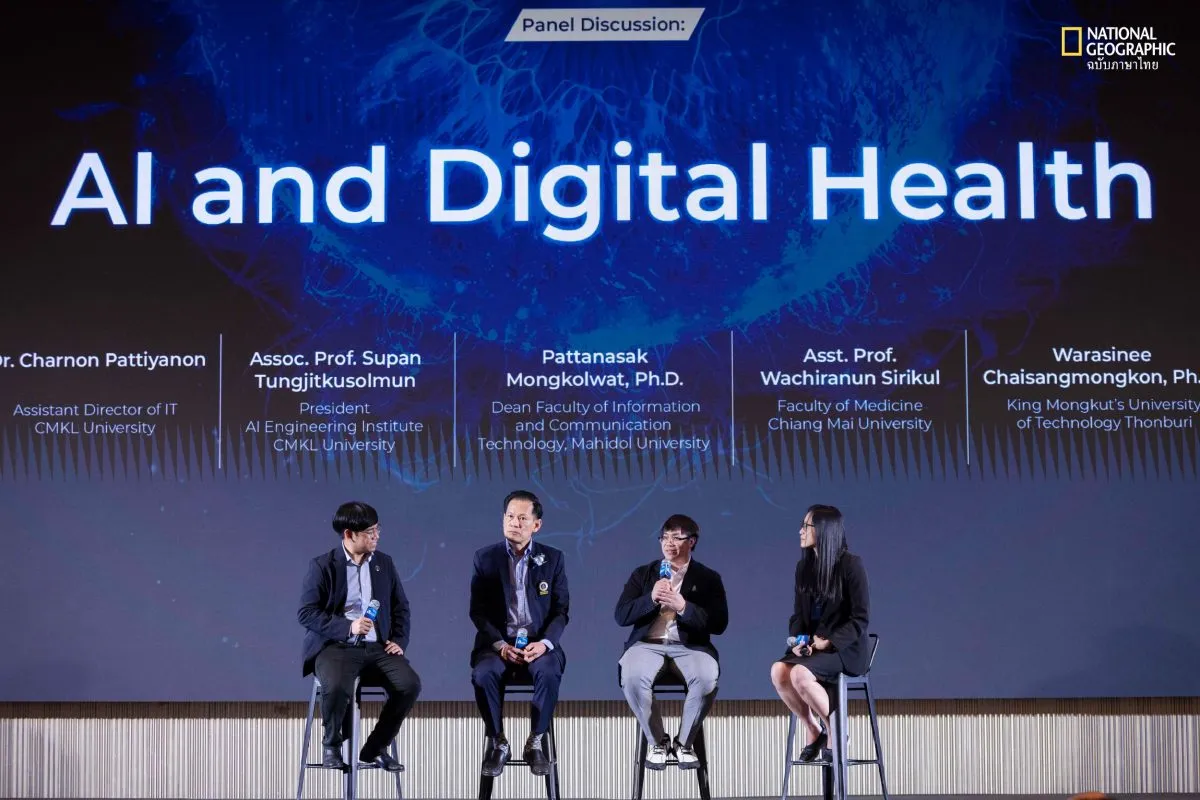 Panel Discussion:
NATIONAL
GEOGRAPHIC
ฉบับภาษาไทย
AI and Digital Health
r. Charnon Pattiyanon
Assistant Director of IT
CMKL University
Assoc. Prof. Supan
Tungjitkusolmun
President
AI Engineering Institute
CMKL University
Pattanasak
Mongkolwat, Ph.D.
Dean Faculty of Information
and Communication
Technology, Mahidol University
Asst. Prof.
Wachiranun Sirikul
Faculty of Medicine
Chiang Mai University
Warasinee
Chaisangmongkon, Ph.
King Mongkut's University
of Technology Thonburi